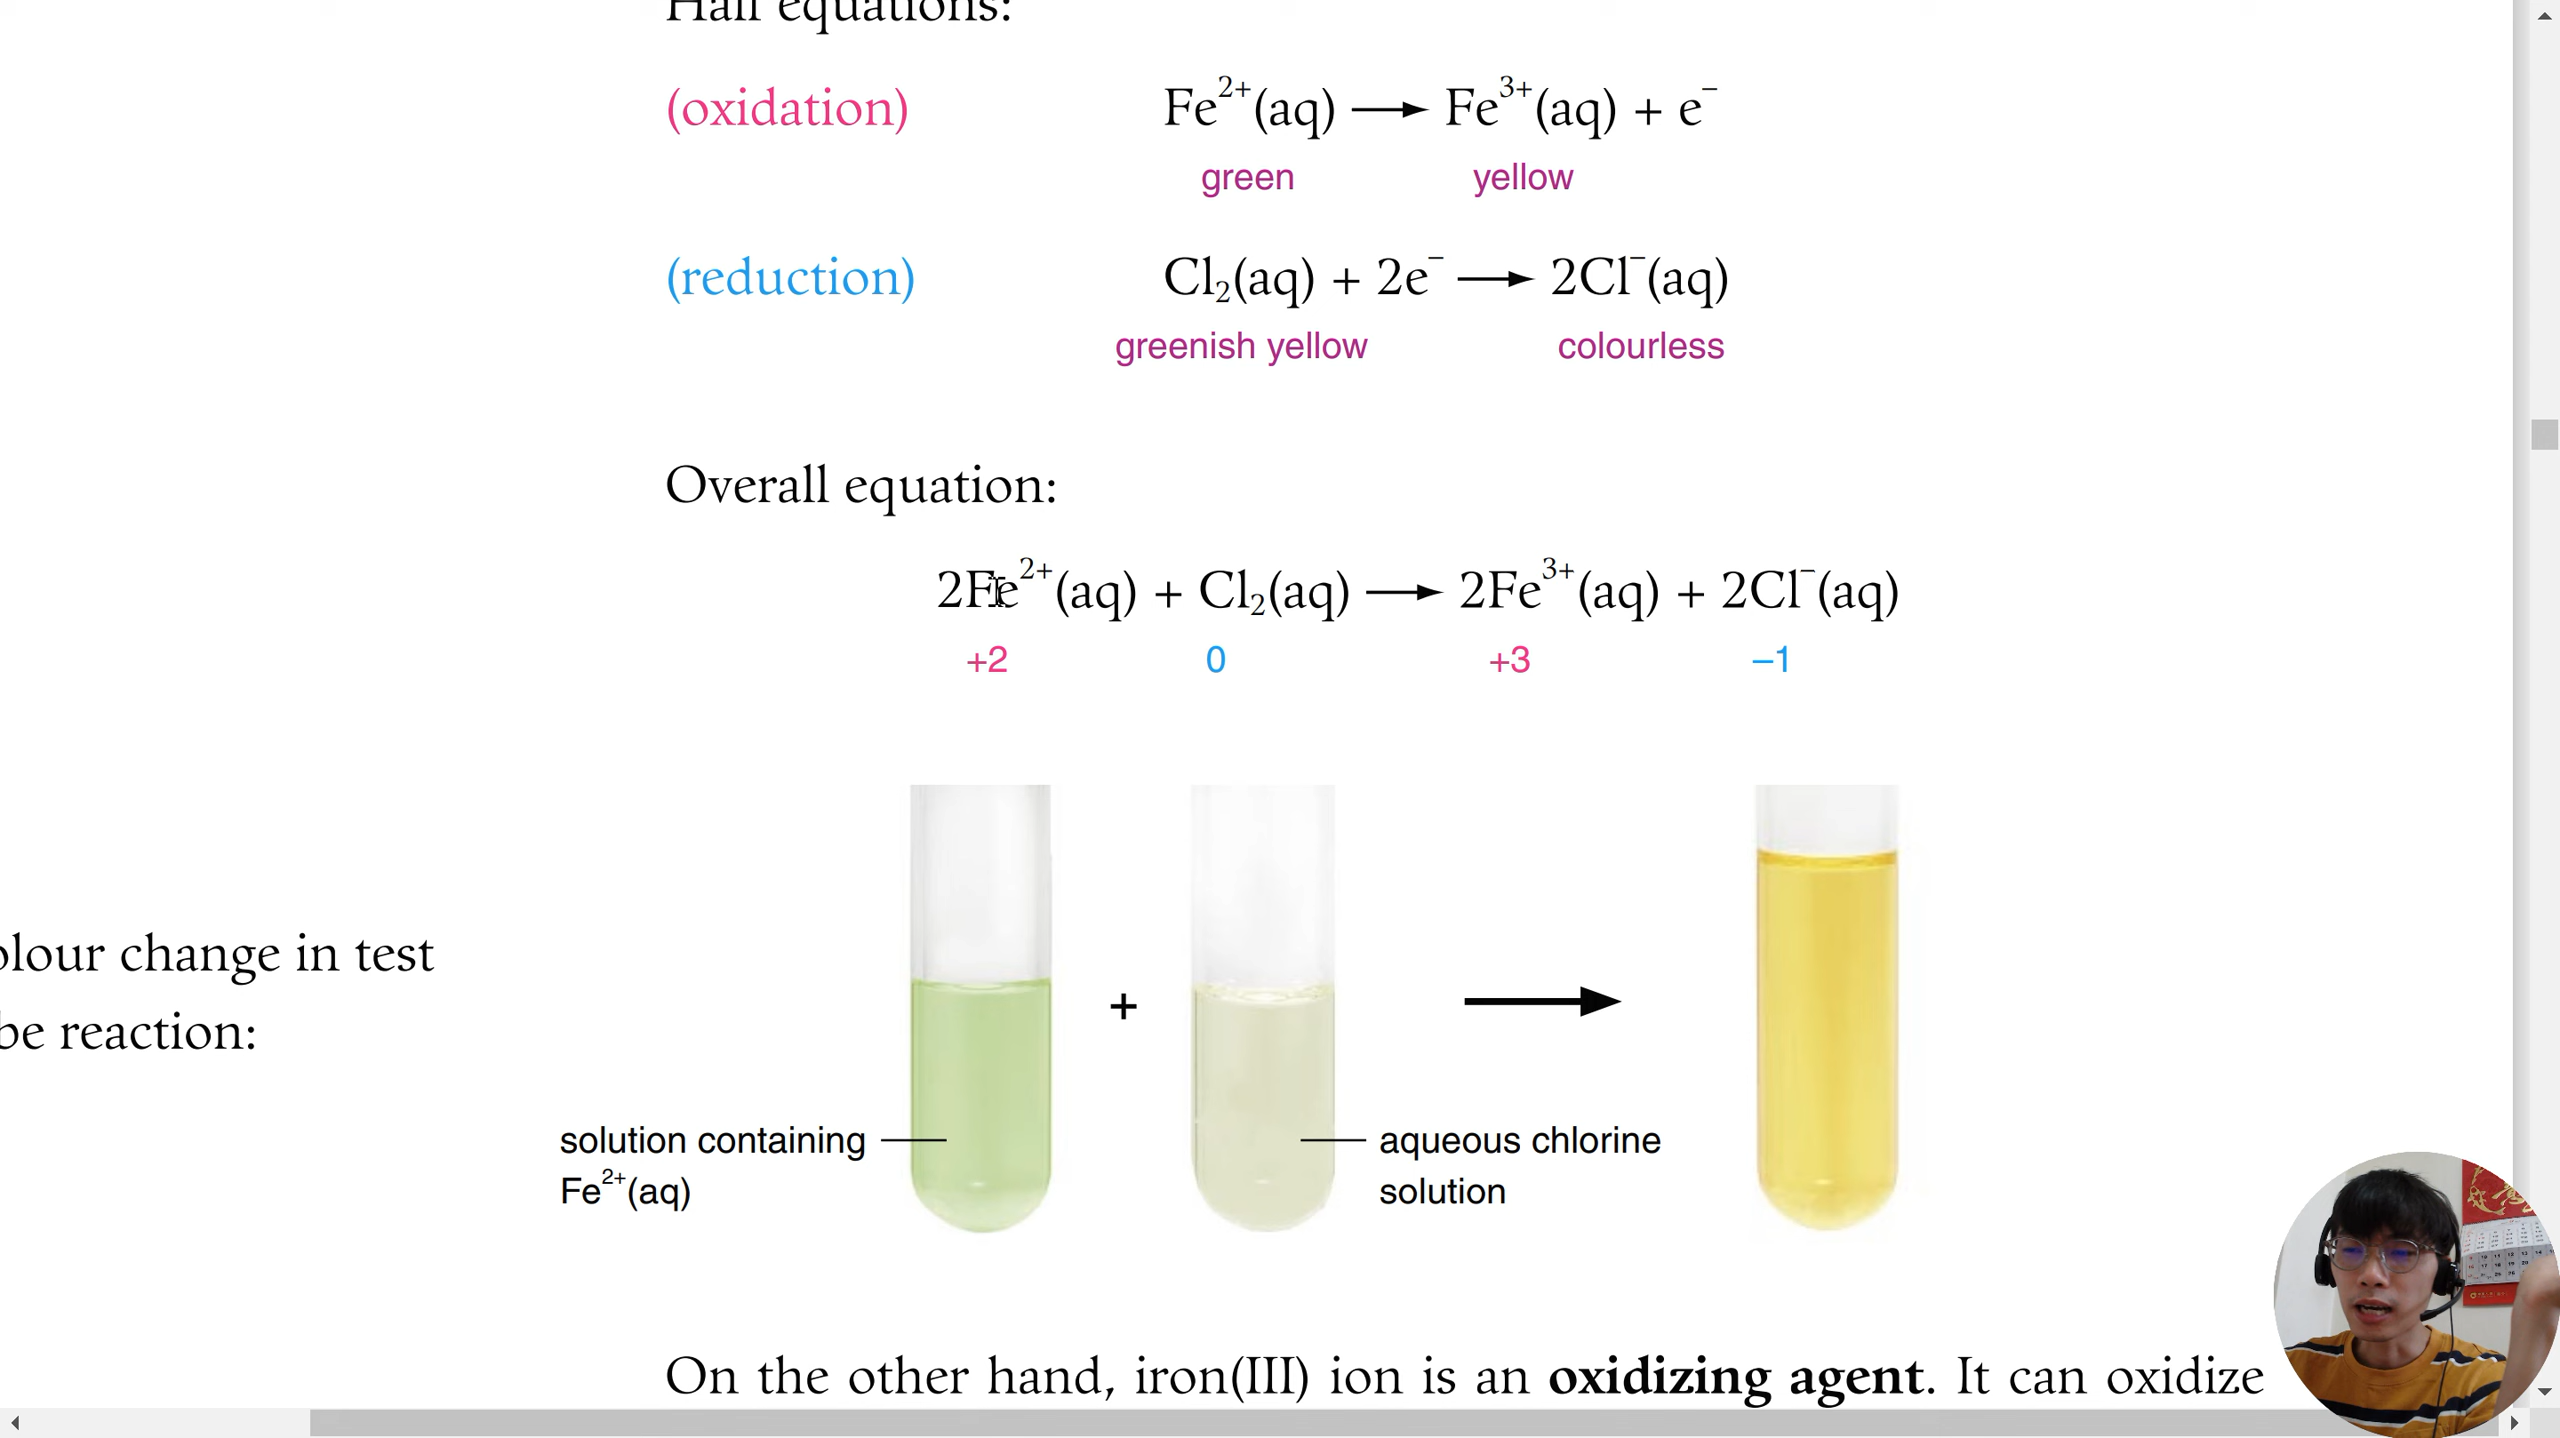 Half equations:
(oxidation) Fe²⁺(aq) ⟶ Fe³⁺(aq) + e⁻
green yellow
(reduction) Cl₂(aq) + 2e⁻ ⟶ 2Cl⁻(aq)
greenish yellow colourless
Overall equation:
2Fe²⁺(aq) + Cl₂(aq) ⟶ 2Fe³⁺(aq) + 2Cl⁻(aq)
+2 0 +3 –1
olour change in test
be reaction:
+
solution containing
Fe²⁺(aq)
aqueous chlorine
solution
On the other hand, iron(III) ion is an oxidizing agent. It can oxidize